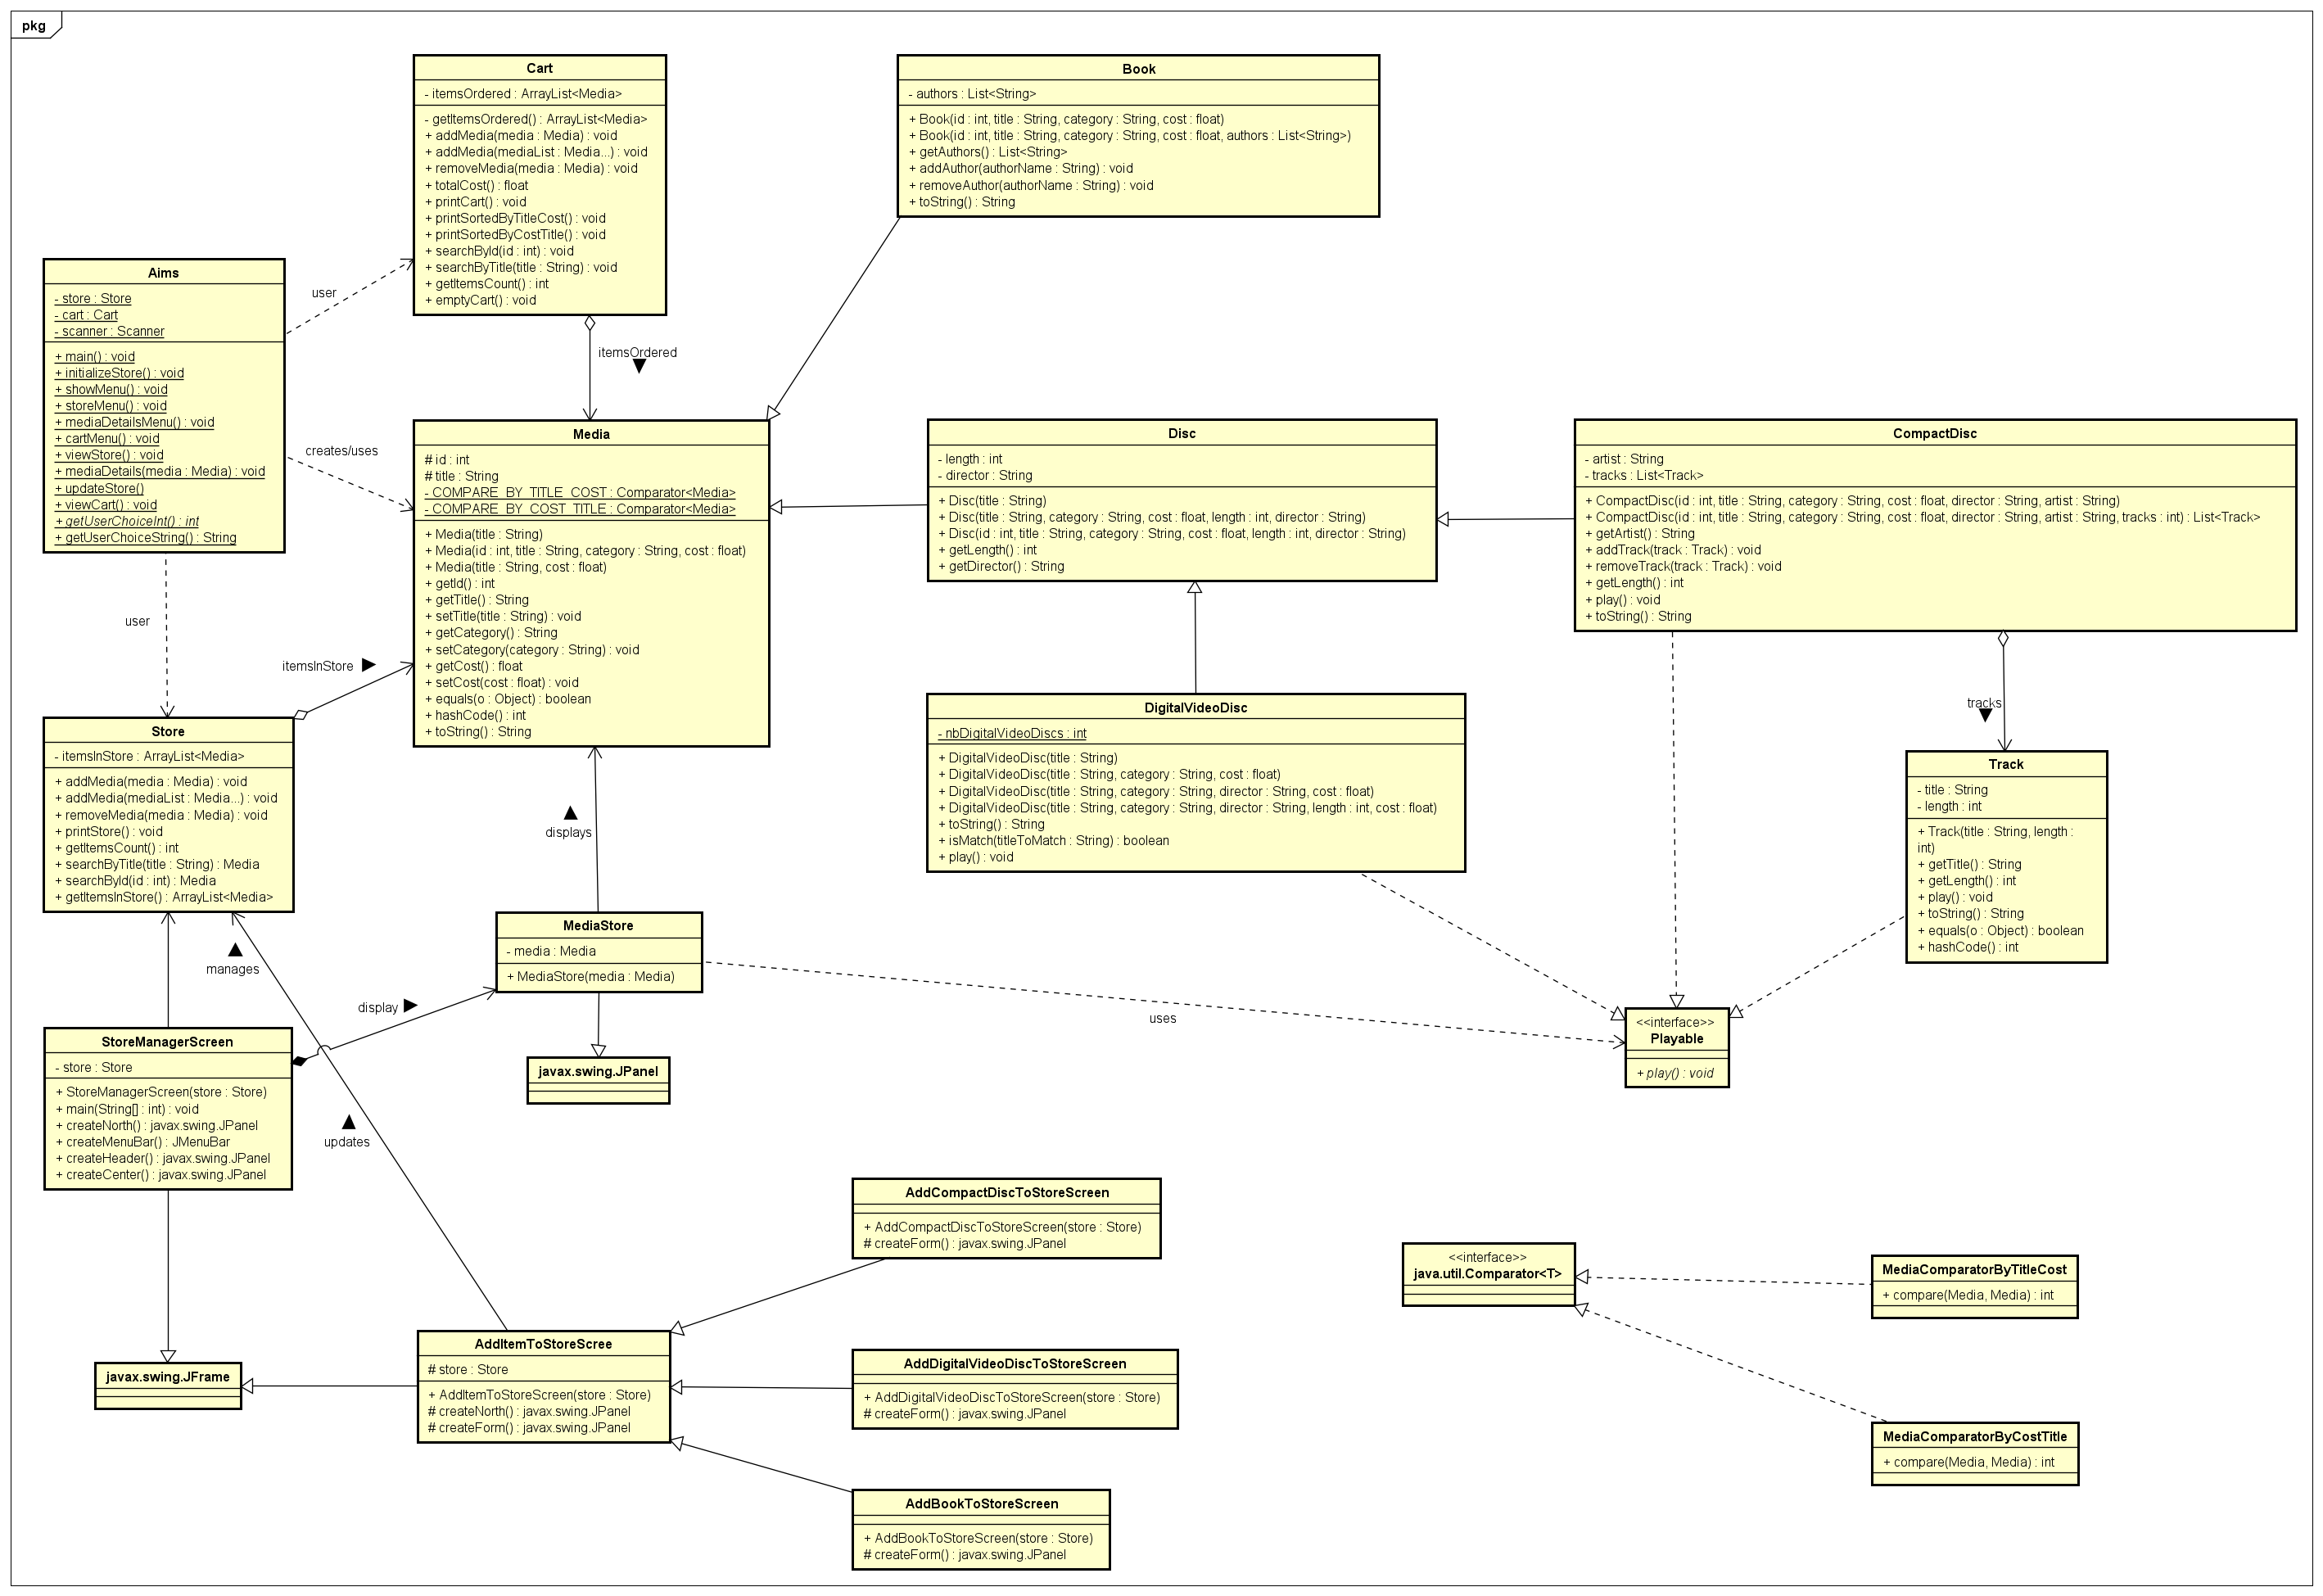 pkg
Cart
- itemsOrdered : ArrayList<Media>
- getItemsOrdered() : ArrayList<Media>
+ addMedia(media : Media) : void
+ addMedia(mediaList : Media...) : void
+ removeMedia(media : Media) : void
+ totalCost() : float
+ printCart() : void
+ printSortedByTitleCost() : void
+ printSortedByCostTitle() : void
+ searchById(id : int) : void
+ searchByTitle(title : String) : void
+ getItemsCount() : int
+ emptyCart() : void
Book
- authors : List<String>
+ Book(id : int, title : String, category : String, cost : float)
+ Book(id : int, title : String, category : String, cost : float, authors : List<String>)
+ getAuthors() : List<String>
+ addAuthor(authorName : String) : void
+ removeAuthor(authorName : String) : void
+ toString() : String
Aims
- store : Store
- cart : Cart
- scanner : Scanner
+ main() : void
+ initializeStore() : void
+ showMenu() : void
+ storeMenu() : void
+ mediaDetailsMenu() : void
+ cartMenu() : void
+ viewStore() : void
+ mediaDetails(media : Media) : void
+ updateStore()
+ viewCart() : void
+ getUserChoiceInt() : int
+ getUserChoiceString() : String
user
itemsOrdered
creates/uses
user
itemsInStore
Media
# id : int
# title : String
- COMPARE_BY_TITLE_COST : Comparator<Media>
- COMPARE_BY_COST_TITLE : Comparator<Media>
+ Media(title : String)
+ Media(id : int, title : String, category : String, cost : float)
+ Media(title : String, cost : float)
+ getId() : int
+ getTitle() : String
+ setTitle(title : String) : void
+ getCategory() : String
+ setCategory(category : String) : void
+ getCost() : float
+ setCost(cost : float) : void
+ equals(o : Object) : boolean
+ hashCode() : int
+ toString() : String
Disc
- length : int
- director : String
+ Disc(title : String)
+ Disc(title : String, category : String, cost : float, length : int, director : String)
+ Disc(id : int, title : String, category : String, cost : float, length : int, director : String)
+ getLength() : int
+ getDirector() : String
CompactDisc
- artist : String
- tracks : List<Track>
+ CompactDisc(id : int, title : String, category : String, cost : float, director : String, artist : String)
+ CompactDisc(id : int, title : String, category : String, cost : float, director : String, artist : String, tracks : int) : List<Track>
+ getArtist() : String
+ addTrack(track : Track) : void
+ removeTrack(track : Track) : void
+ getLength() : int
+ play() : void
+ toString() : String
Store
- itemsInStore : ArrayList<Media>
+ addMedia(media : Media) : void
+ addMedia(mediaList : Media...) : void
+ removeMedia(media : Media) : void
+ printStore() : void
+ getItemsCount() : int
+ searchByTitle(title : String) : Media
+ searchById(id : int) : Media
+ getItemsInStore() : ArrayList<Media>
displays
DigitalVideoDisc
- nbDigitalVideoDiscs : int
+ DigitalVideoDisc(title : String)
+ DigitalVideoDisc(title : String, category : String, cost : float)
+ DigitalVideoDisc(title : String, category : String, director : String, cost : float)
+ DigitalVideoDisc(title : String, category : String, director : String, length : int, cost : float)
+ toString() : String
+ isMatch(titleToMatch : String) : boolean
+ play() : void
tracks
Track
- title : String
- length : int
+ Track(title : String, length :
int)
+ getTitle() : String
+ getLength() : int
+ play() : void
+ toString() : String
+ equals(o : Object) : boolean
+ hashCode() : int
MediaStore
- media : Media
+ MediaStore(media : Media)
manages
display
uses
<<interface>>
Playable
+ play() : void
StoreManagerScreen
- store : Store
+ StoreManagerScreen(store : Store)
+ main(String[] : int) : void
+ createNorth() : javax.swing.JPanel
+ createMenuBar() : JMenuBar
+ createHeader() : javax.swing.JPanel
+ createCenter() : javax.swing.JPanel
javax.swing.JPanel
updates
AddCompactDiscToStoreScreen
+ AddCompactDiscToStoreScreen(store : Store)
# createForm() : javax.swing.JPanel
<<interface>>
java.util.Comparator<T>
MediaComparatorByTitleCost
+ compare(Media, Media) : int
javax.swing.JFrame
AddItemToStoreScree
# store : Store
+ AddItemToStoreScreen(store : Store)
# createNorth() : javax.swing.JPanel
# createForm() : javax.swing.JPanel
AddDigitalVideoDiscToStoreScreen
+ AddDigitalVideoDiscToStoreScreen(store : Store)
# createForm() : javax.swing.JPanel
MediaComparatorByCostTitle
+ compare(Media, Media) : int
AddBookToStoreScreen
+ AddBookToStoreScreen(store : Store)
# createForm() : javax.swing.JPanel